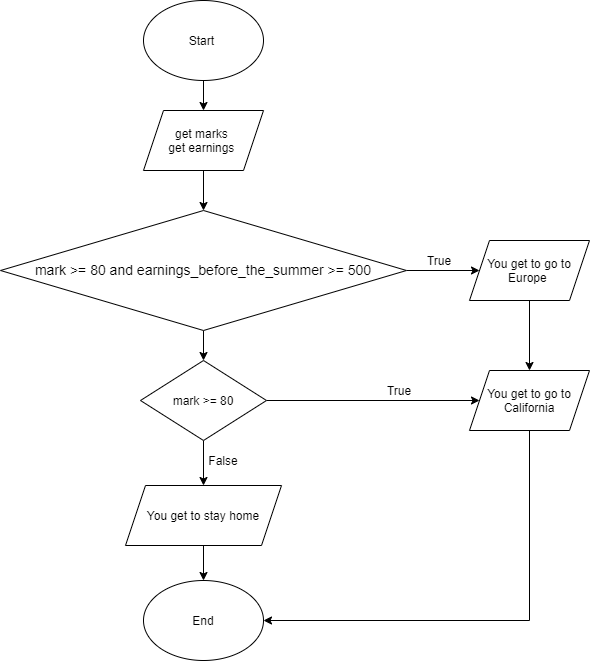 Start
get marks
get earnings
mark >= 80 and earnings_before_the_summer >= 500
True
You get to go to
Europe
mark >= 80
True
You get to go to
California
False
You get to stay home
End